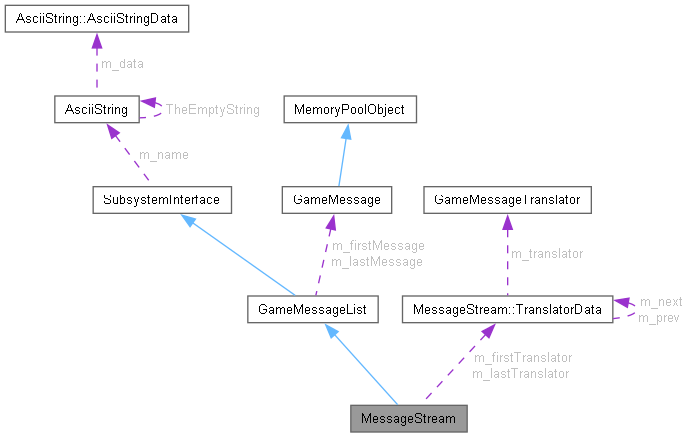 AsciiString::AsciiStringData
m_data
AsciiString
TheEmptyString
MemoryPoolObject
m_name
SubsystemInterface
GameMessage
GameMessageTranslator
m_firstMessage
m_lastMessage
m_translator
GameMessageList
MessageStream::TranslatorData
m_next
m_prev
m_firstTranslator
m_lastTranslator
MessageStream